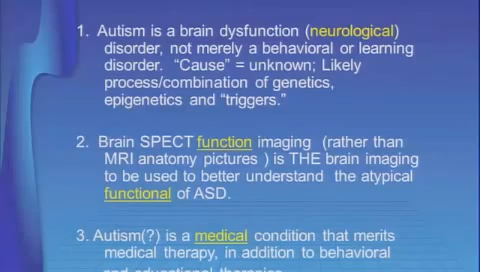 1. Autism is a brain dysfunction (neurological)
disorder, not merely a behavioral or learning
disorder. “Cause” = unknown; Likely
process/combination of genetics,
epigenetics and “triggers.”
2. Brain SPECT function imaging (rather than
MRI anatomy pictures ) is THE brain imaging
to be used to better understand the atypical
functional of ASD.
3. Autism(?) is a medical condition that merits
medical therapy, in addition to behavioral
and educational therapies